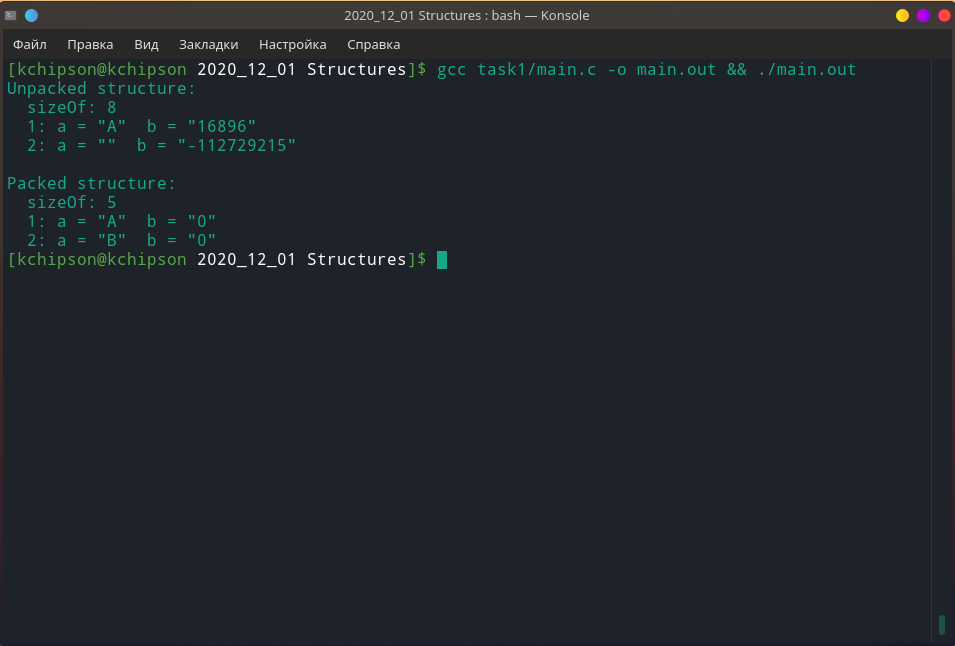 2020_12_01 Structures : bash — Konsole
Файл Правка Вид Закладки Настройка Справка
[kchipson@kchipson 2020_12_01 Structures]$ gcc task1/main.c -o main.out && ./main.out
Unpacked structure:
  sizeOf: 8
  1: a = "A"  b = "16896"
  2: a = ""  b = "-112729215"

Packed structure:
  sizeOf: 5
  1: a = "A"  b = "0"
  2: a = "B"  b = "0"
[kchipson@kchipson 2020_12_01 Structures]$